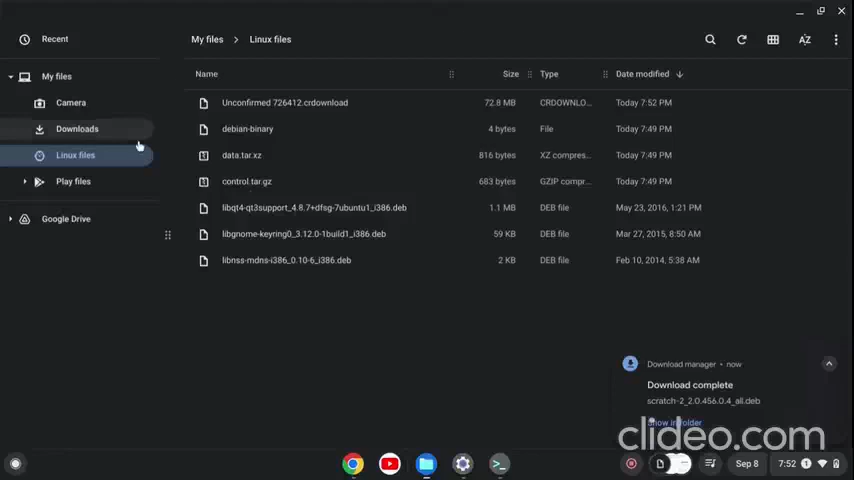 Recent
My files > Linux files
AZ
Name
Size
Type
Date modified
My files
Camera
Downloads
Linux files
Play files
Google Drive
Unconfirmed 726412.crdownload 72.8 MB CRDOWNLO... Today 7:52 PM
debian-binary 4 bytes File Today 7:49 PM
data.tar.xz 816 bytes XZ compres... Today 7:49 PM
control.tar.gz 683 bytes GZIP compr... Today 7:49 PM
libqt4-qt3support_4.8.7+dfsg-7ubuntu1_i386.deb 1.1 MB DEB file May 23, 2016, 1:21 PM
libgnome-keyring0_3.12.0-1build1_i386.deb 59 KB DEB file Mar 27, 2015, 8:50 AM
libnss-mdns-i386_0.10-6_i386.deb 2 KB DEB file Feb 10, 2014, 5:38 AM
Download manager • now
Download complete
scratch-2_2.0.456.0.4_all.deb
Show in folder
clideo.com
Sep 8
7:52
1